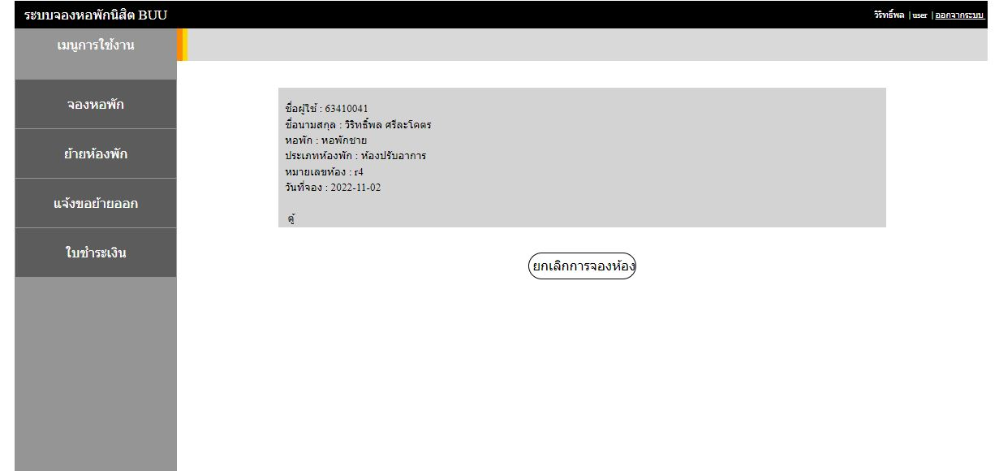 ระบบจองหอพักนิสิต BUU
วิริทธิ์พล | user | ออกจากระบบ
เมนูการใช้งาน
จองหอพัก
ย้ายห้องพัก
แจ้งขอย้ายออก
ใบชำระเงิน
ชื่อผู้ใช้ : 63410041
ชื่อนามสกุล : วิริทธิ์พล ศรีละโคตร
หอพัก : หอพักชาย
ประเภทห้องพัก : ห้องปรับอาการ
หมายเลขห้อง : r4
วันที่จอง : 2022-11-02
ตู้
ยกเลิกการจองห้อง